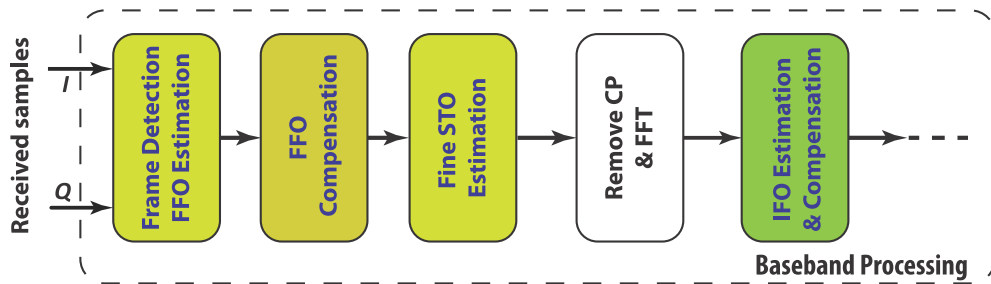 Received samples
I
Q
Frame Detection
FFO Estimation
FFO
Compensation
Fine STO
Estimation
Remove CP
& FFT
IFO Estimation
& Compensation
Baseband Processing